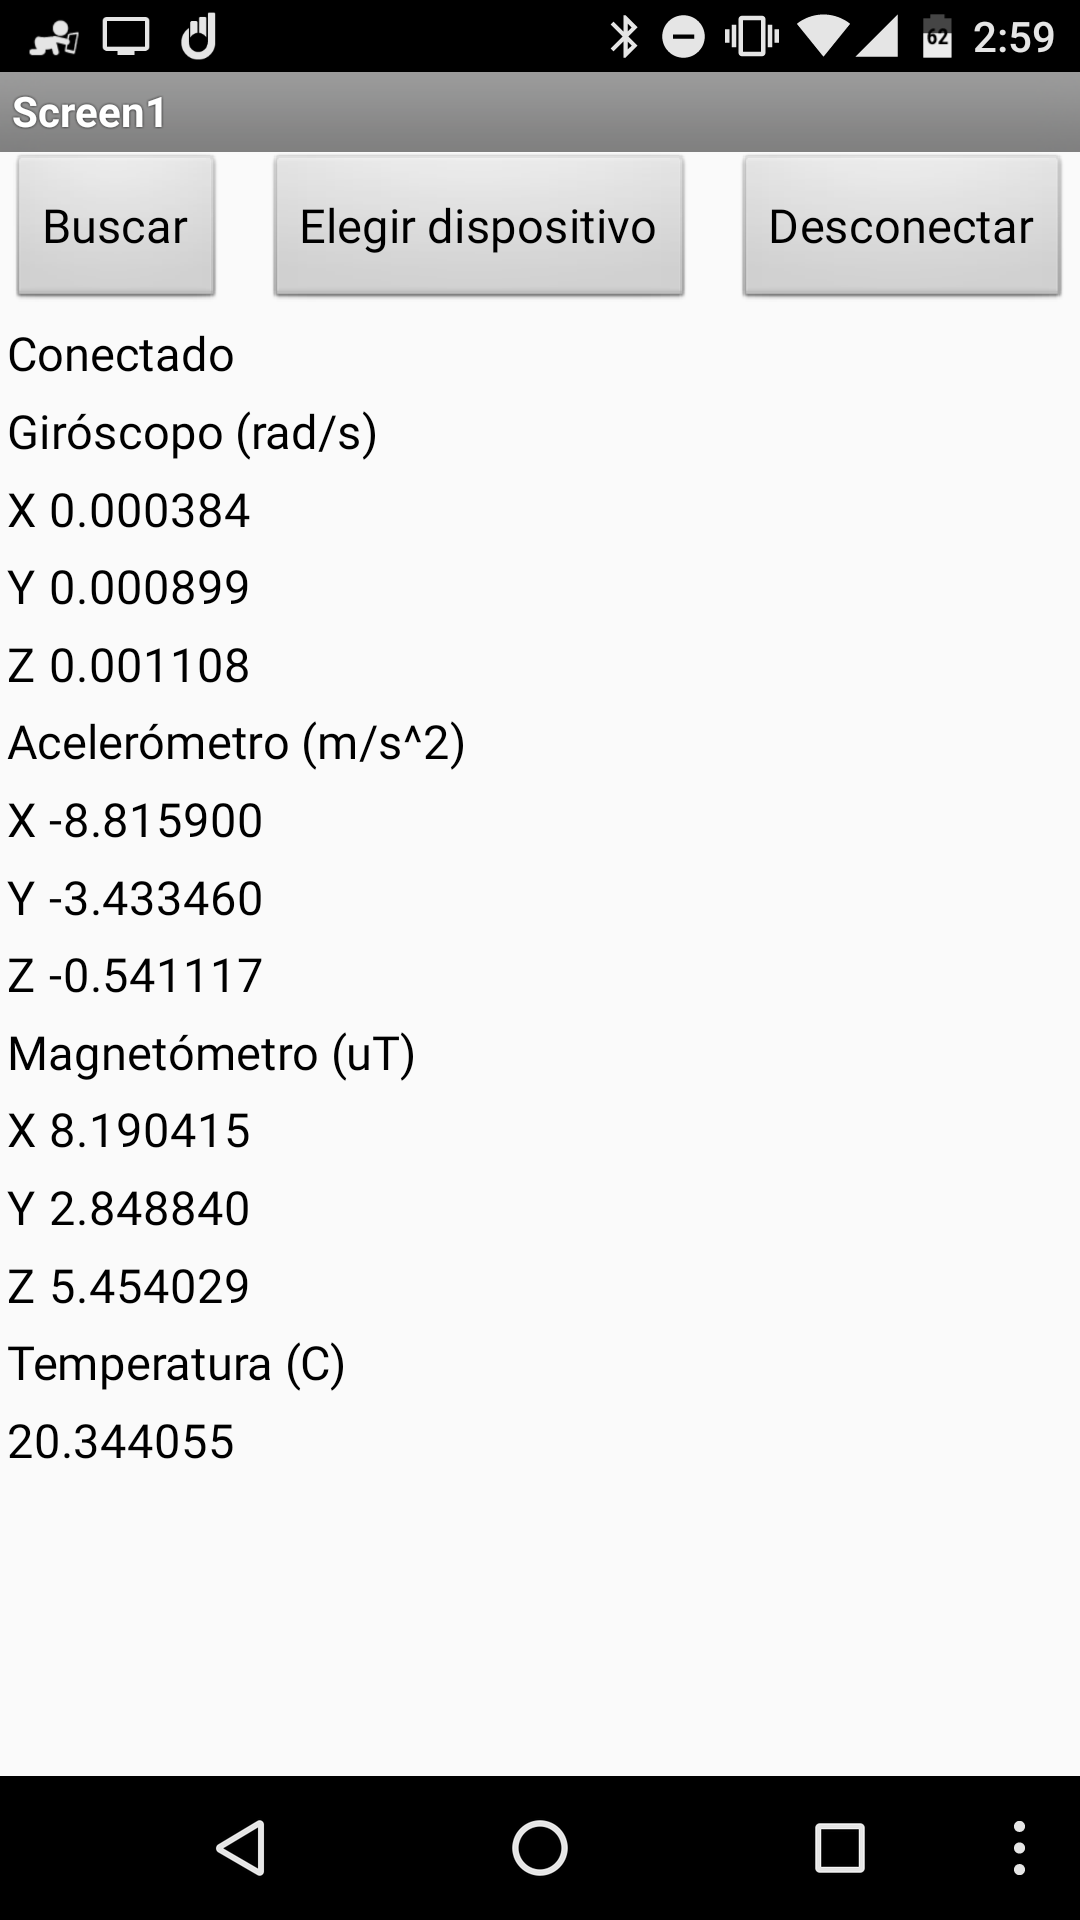 62 2:59
Screen1
Buscar Elegir dispositivo Desconectar
Conectado
Giróscopo (rad/s)
X 0.000384
Y 0.000899
Z 0.001108
Acelerómetro (m/s^2)
X -8.815900
Y -3.433460
Z -0.541117
Magnetómetro (uT)
X 8.190415
Y 2.848840
Z 5.454029
Temperatura (C)
20.344055